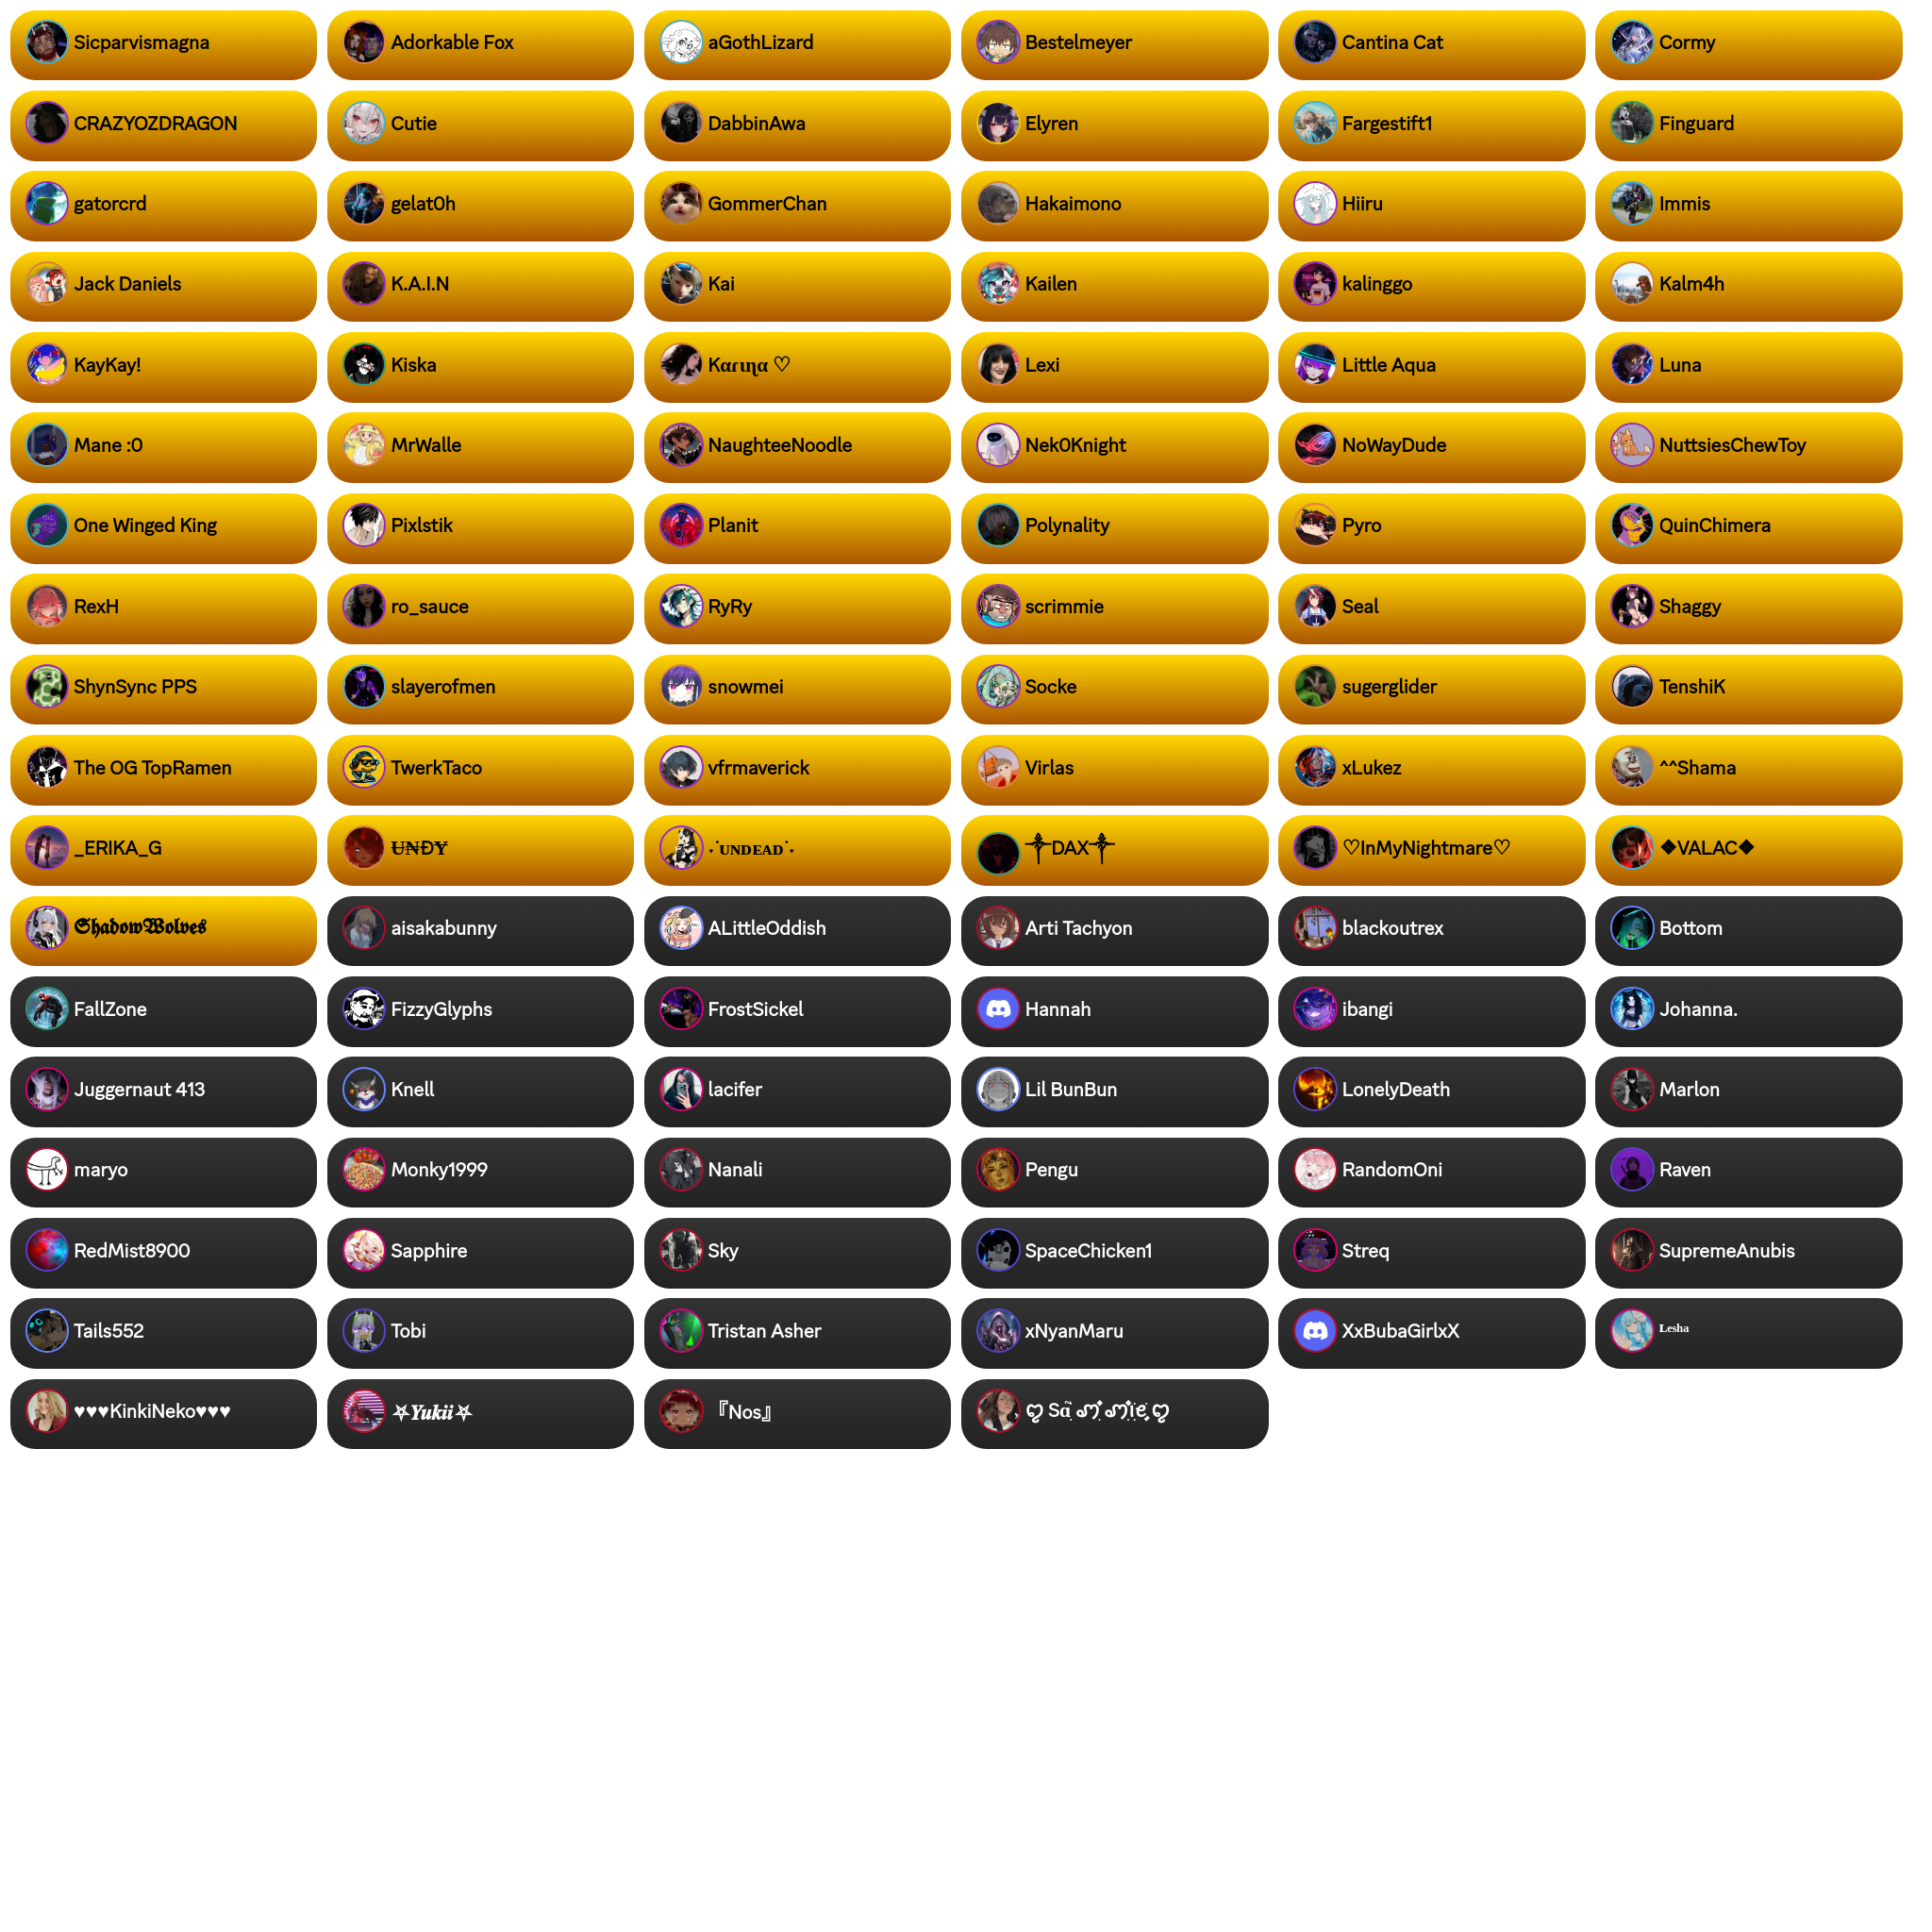 Sicparvismagna
Adorkable Fox
aGothLizard
Bestelmeyer
Cantina Cat
Cormy
CRAZYOZDRAGON
Cutie
DabbinAwa
Elyren
Fargestift1
Finguard
gatorcrd
gelat0h
GommerChan
Hakaimono
Hiiru
Immis
Jack Daniels
K.A.I.N
Kai
Kailen
kalinggo
Kalm4h
KayKay!
Kiska
Kαɾιɳα ♡
Lexi
Little Aqua
Luna
Mane :0
MrWalle
NaughteeNoodle
Nek0Knight
NoWayDude
NuttsiesChewToy
One Winged King
Pixlstik
Planit
Polynality
Pyro
QuinChimera
RexH
ro_sauce
RyRy
scrimmie
Seal
Shaggy
ShynSync PPS
slayerofmen
snowmei
Socke
sugerglider
TenshiK
The OG TopRamen
TwerkTaco
vfrmaverick
Virlas
xLukez
^^Shama
_ERIKA_G
U̶N̶ĐɎ
˖˙ᴜɴᴅᴇᴀᴅ˙˖
༒DAX༒
♡InMyNightmare♡
❖VALAC❖
𝕾𝖍𝖆𝖉𝖔𝖜𝖂𝖔𝖑𝖛𝖊𝖘
aisakabunny
ALittleOddish
Arti Tachyon
blackoutrex
Bottom
FallZone
FizzyGlyphs
FrostSickel
Hannah
ibangi
Johanna.
Juggernaut 413
Knell
lacifer
Lil BunBun
LonelyDeath
Marlon
maryo
Monky1999
Nanali
Pengu
RandomOni
Raven
RedMist8900
Sapphire
Sky
SpaceChicken1
Streq
SupremeAnubis
Tails552
Tobi
Tristan Asher
xNyanMaru
XxBubaGirlxX
ᴸᵉˢʰᵃ
♥♥♥KinkiNeko♥♥♥
⛧𝒀𝒖𝒌𝒊𝒊⛧
『Nos』